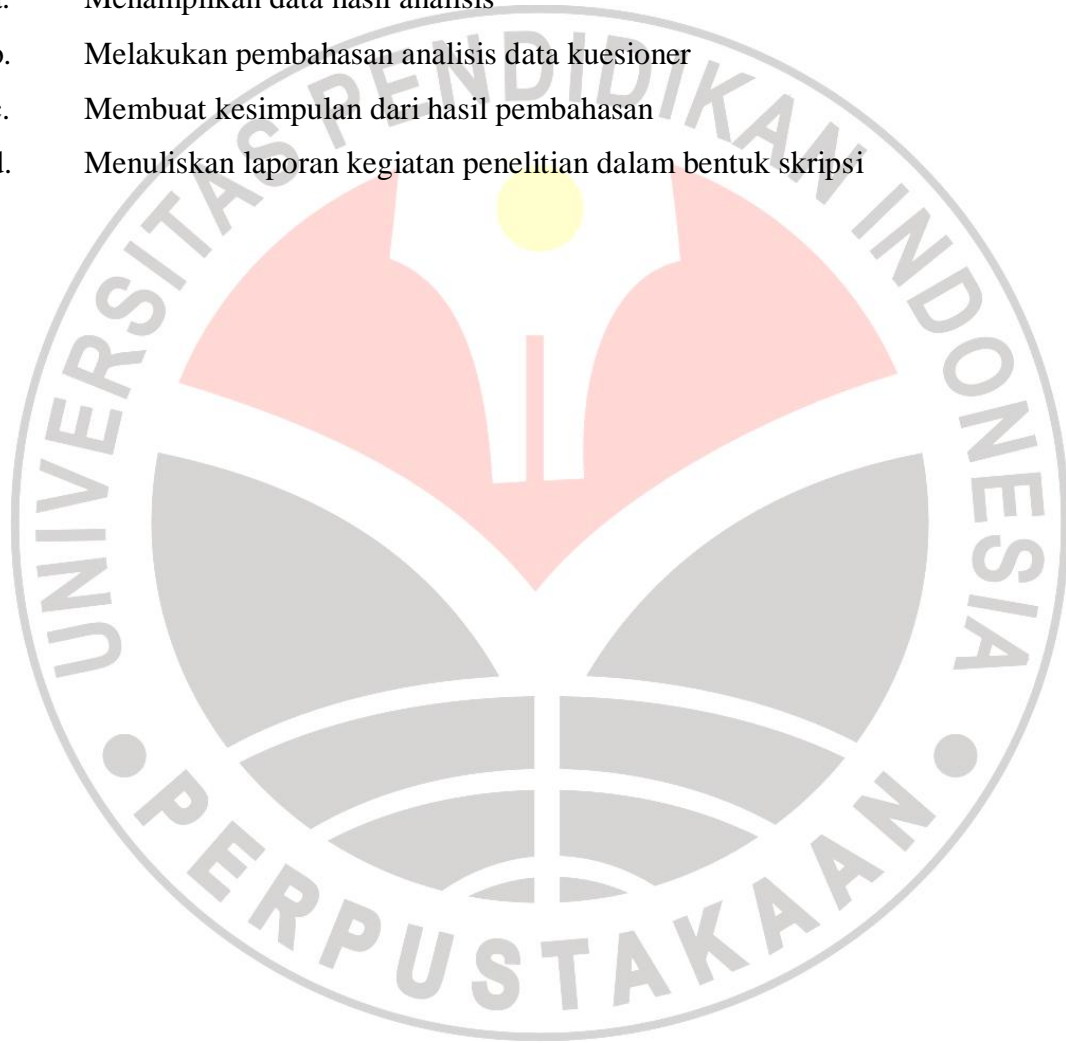 a. Menampilkan data hasil analisis
b. Melakukan pembahasan analisis data kuesioner
c. Membuat kesimpulan dari hasil pembahasan
d. Menuliskan laporan kegiatan penelitian dalam bentuk skripsi
UNIVERSITAS PENDIDIKAN INDONESIA
PERPUSTAKAAN